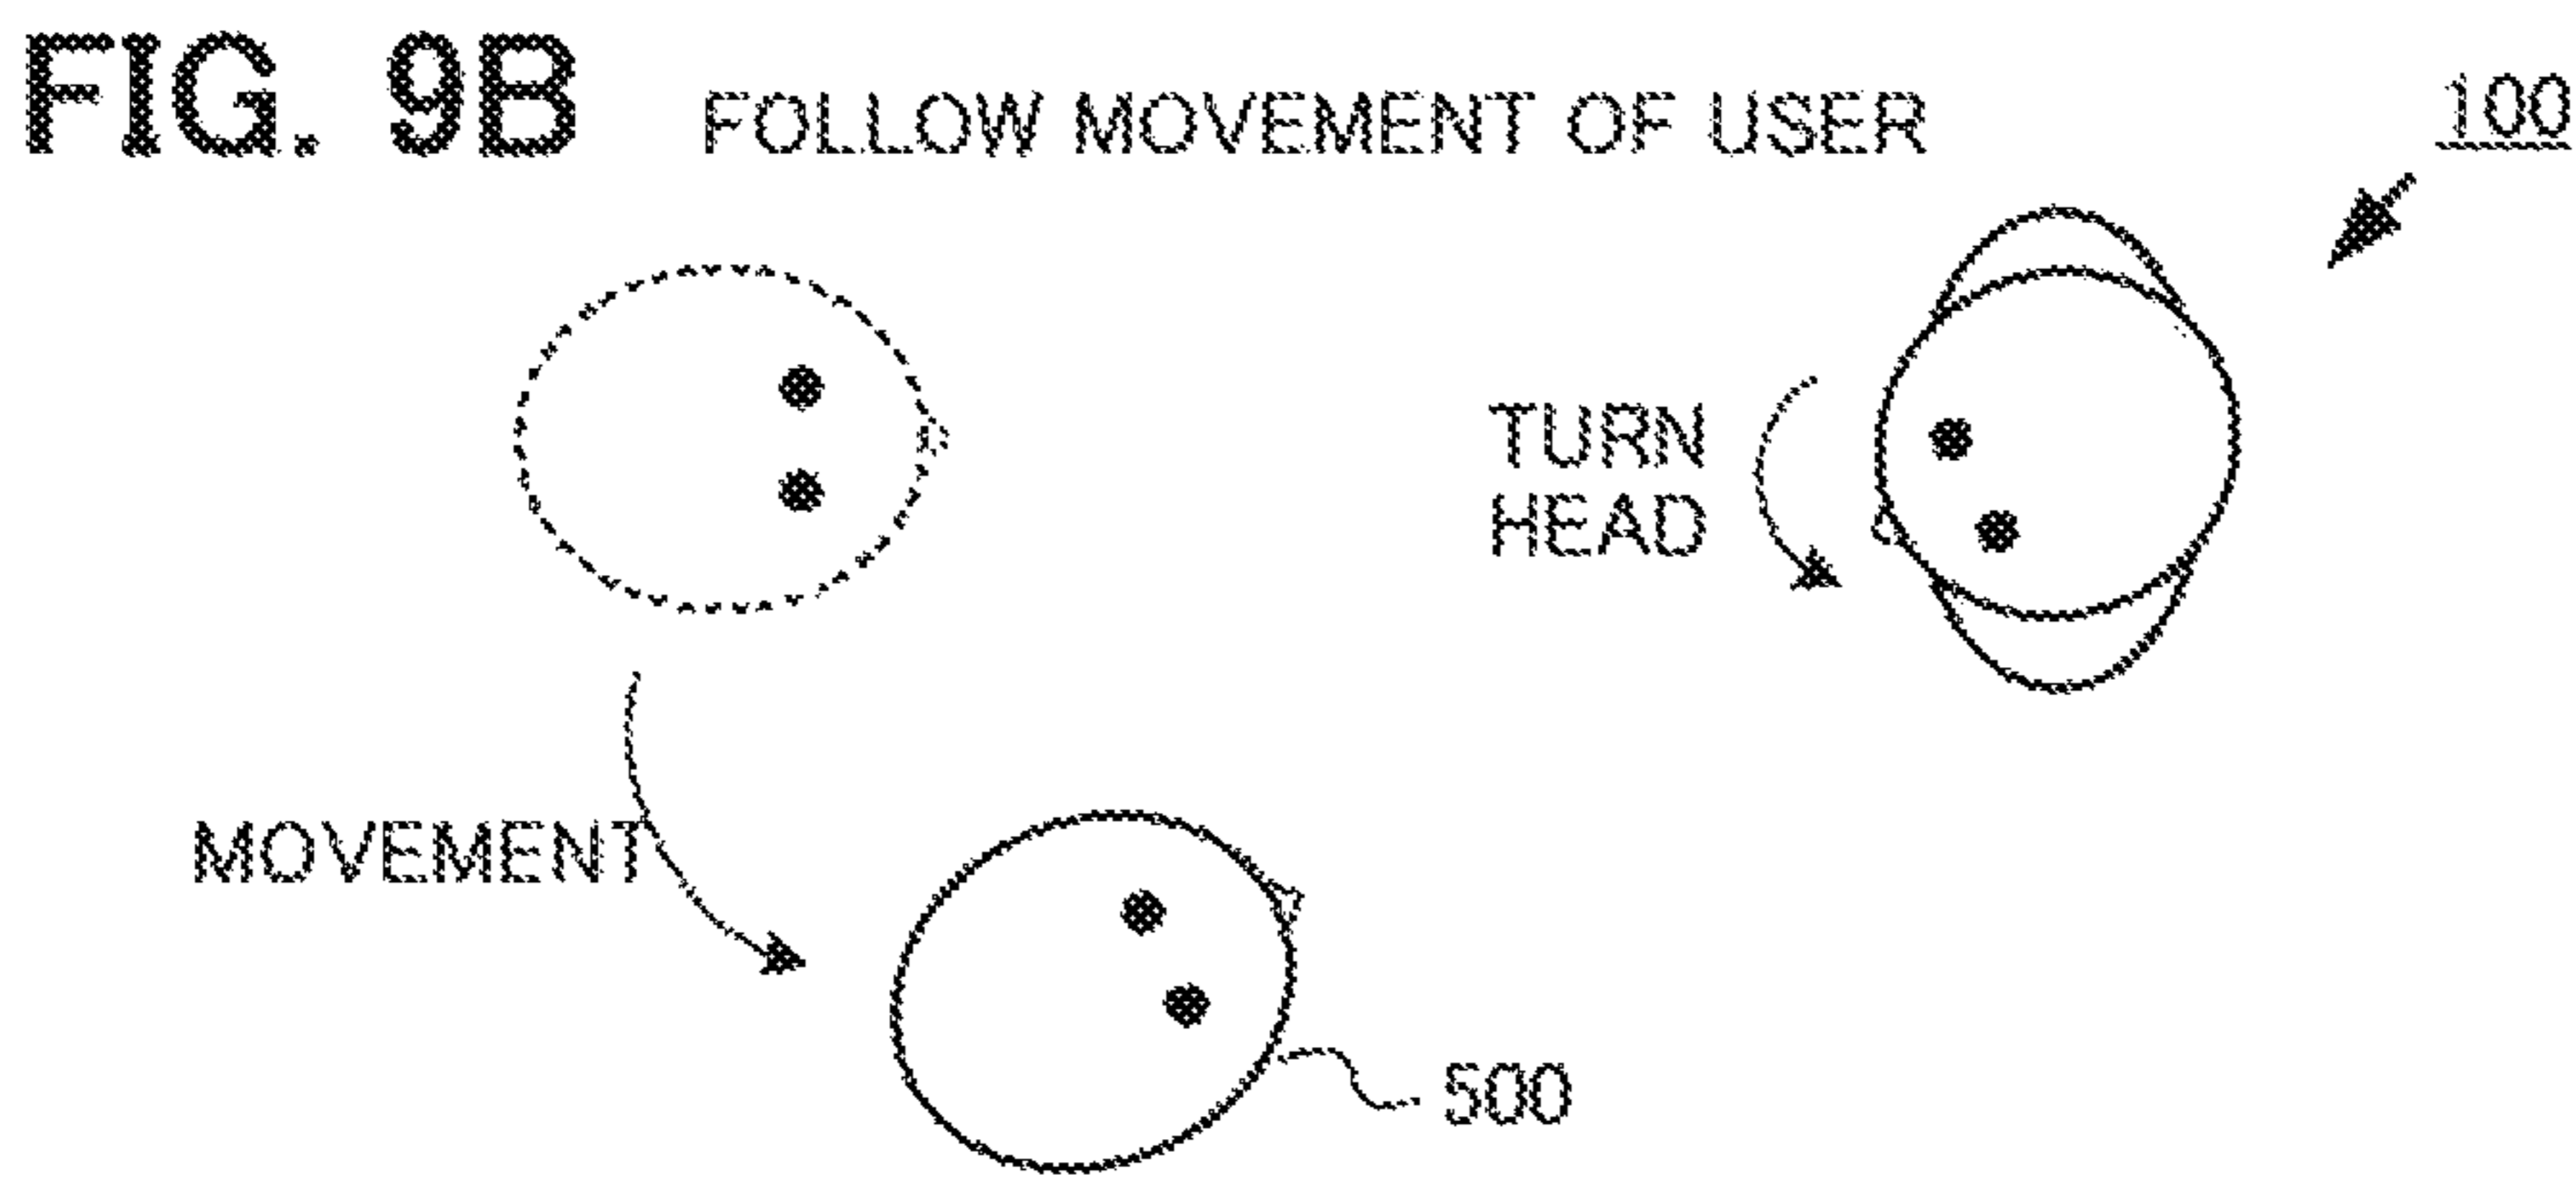 FIG. 9B
FOLLOW MOVEMENT OF USER
100
TURN
HEAD
MOVEMENT
500